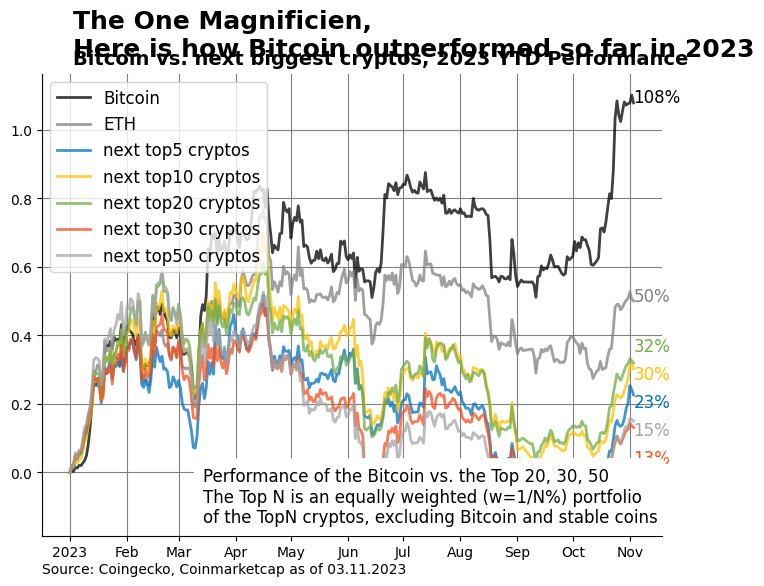 The One Magnificien,
Here is how Bitcoin outperformed so far in 2023
Bitcoin vs. next biggest cryptos, 2023 YTD Performance
Bitcoin
ETH
next top5 cryptos
next top10 cryptos
next top20 cryptos
next top30 cryptos
next top50 cryptos
1.0
0.8
0.6
0.4
0.2
0.0
108%
50%
32%
30%
23%
15%
13%
Performance of the Bitcoin vs. the Top 20, 30, 50
The Top N is an equally weighted (w=1/N%) portfolio
of the TopN cryptos, excluding Bitcoin and stable coins
2023 Feb Mar Apr May Jun Jul Aug Sep Oct Nov
Source: Coingecko, Coinmarketcap as of 03.11.2023